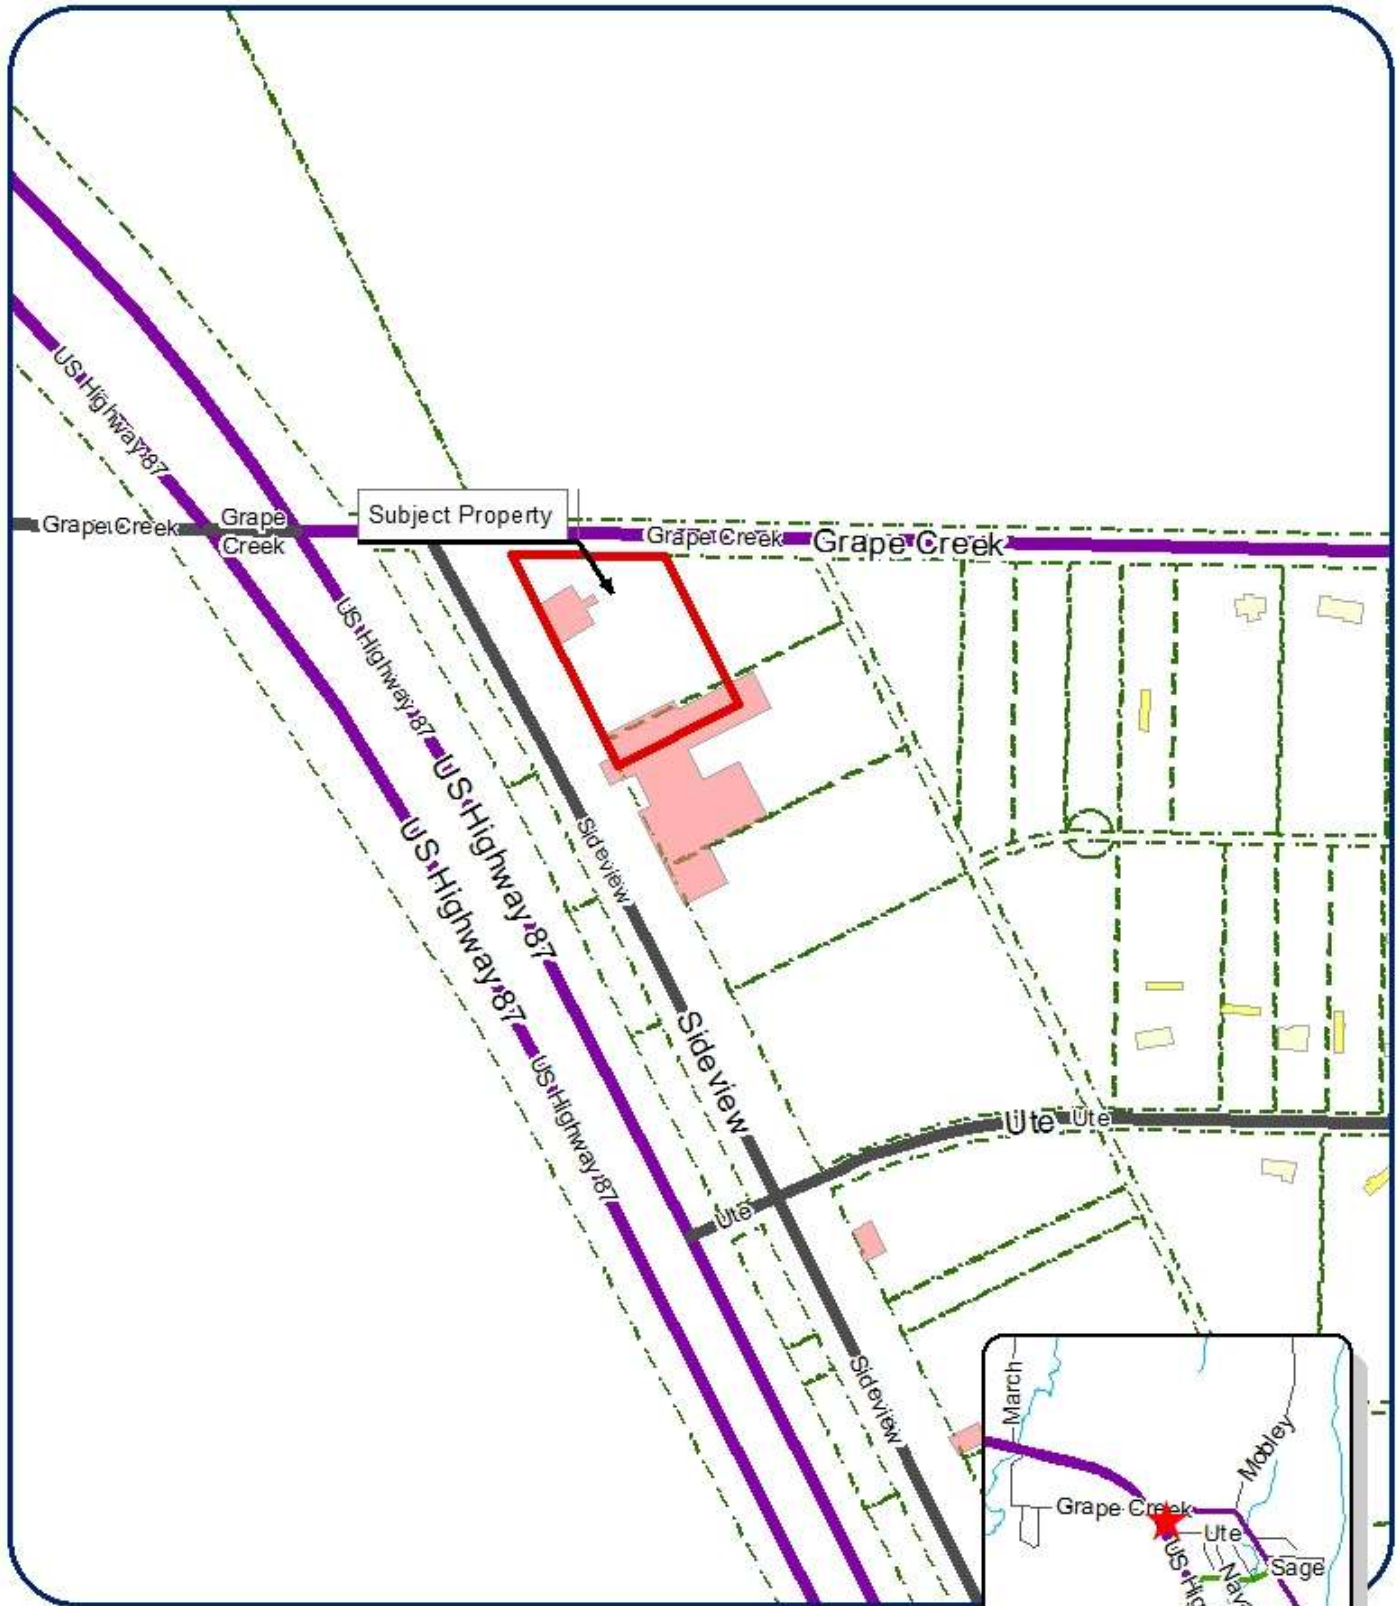 US Highway 87
Grape Creek
Grape
Creek
Subject Property
Grape Creek
Grape Creek
US Highway 87
US Highway 87
US Highway 87
Sideview
Sideview
US Highway 87
Ute
Ute
Ute
Sideview
March
Mobley
Grape Creek
Ute
Sage